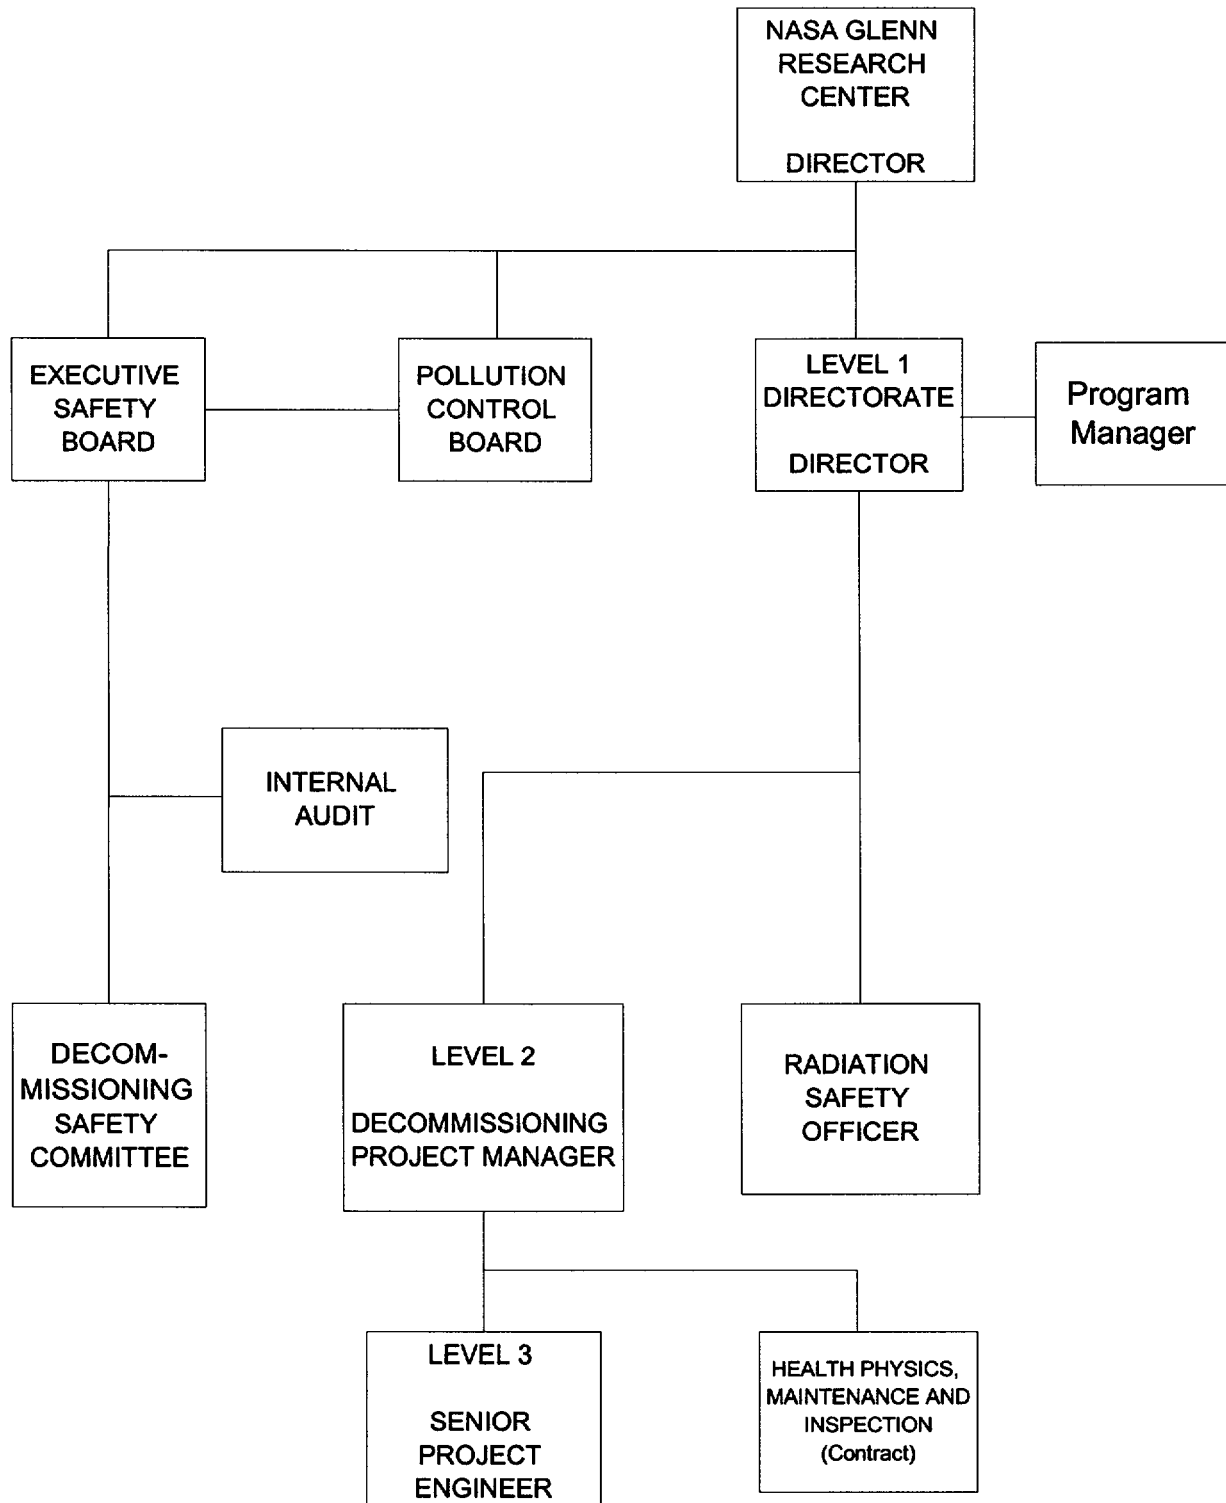 NASA GLENN
RESEARCH
CENTER
DIRECTOR
EXECUTIVE
SAFETY
BOARD
POLLUTION
CONTROL
BOARD
LEVEL 1
DIRECTORATE
DIRECTOR
Program
Manager
INTERNAL
AUDIT
DECOM-
MISSIONING
SAFETY
COMMITTEE
LEVEL 2
DECOMMISSIONING
PROJECT MANAGER
RADIATION
SAFETY
OFFICER
LEVEL 3
SENIOR
PROJECT
ENGINEER
HEALTH PHYSICS,
MAINTENANCE AND
INSPECTION
(Contract)